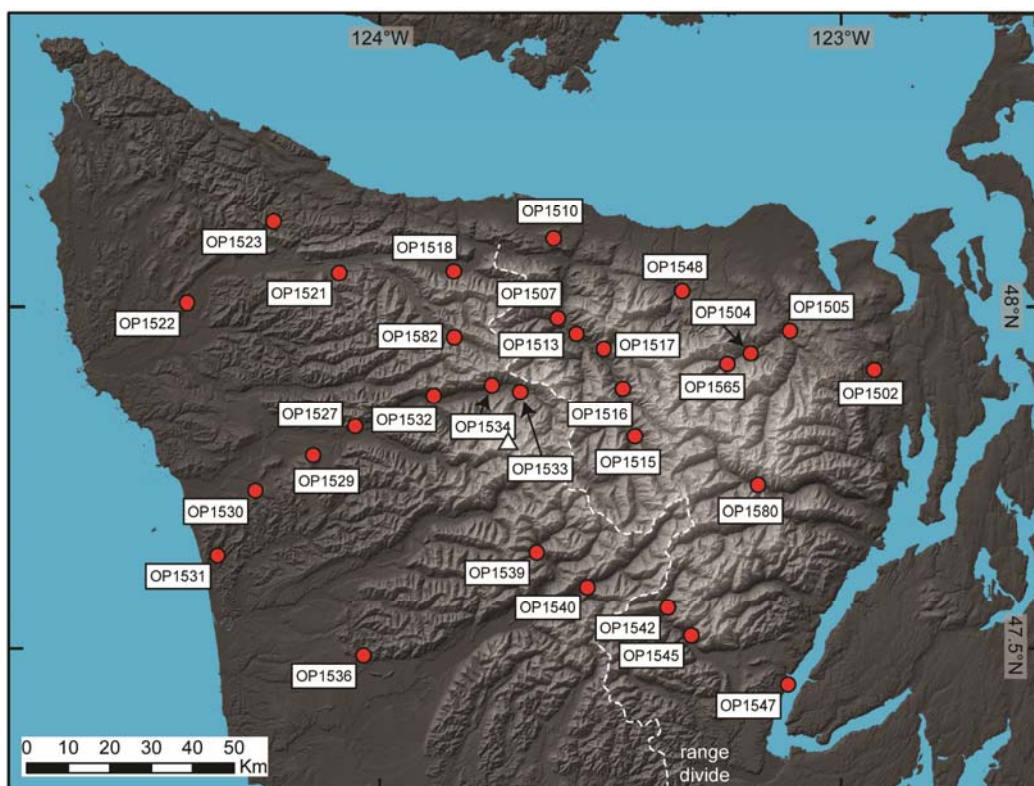 124°W
123°W
OP1510
OP1523
OP1518
OP1548
OP1521
OP1507
OP1504
OP1505
48°N
OP1522
OP1582
OP1513
OP1517
OP1565
OP1502
OP1527
OP1532
OP1534
OP1516
OP1533
OP1515
OP1529
OP1530
OP1580
OP1539
OP1531
OP1540
OP1542
47.5°N
OP1545
OP1536
OP1547
0 10 20 30 40 50
Km
range
divide